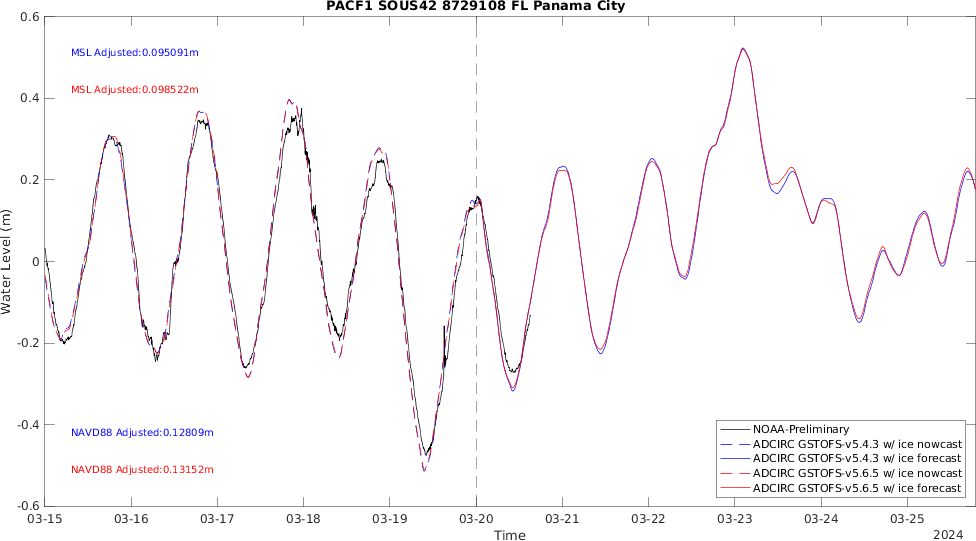 PACF1 SOUS42 8729108 FL Panama City
0.6
MSL Adjusted:0.095091m
MSL Adjusted:0.098522m
0.4
0.2
Water Level (m)
0
-0.2
-0.4
NAVD88 Adjusted:0.12809m
NAVD88 Adjusted:0.13152m
NOAA-Preliminary
ADCIRC GSTOFS-v5.4.3 w/ ice nowcast
ADCIRC GSTOFS-v5.4.3 w/ ice forecast
ADCIRC GSTOFS-v5.6.5 w/ ice nowcast
ADCIRC GSTOFS-v5.6.5 w/ ice forecast
-0.6
03-15 03-16 03-17 03-18 03-19 03-20 03-21 03-22 03-23 03-24 03-25
Time
2024